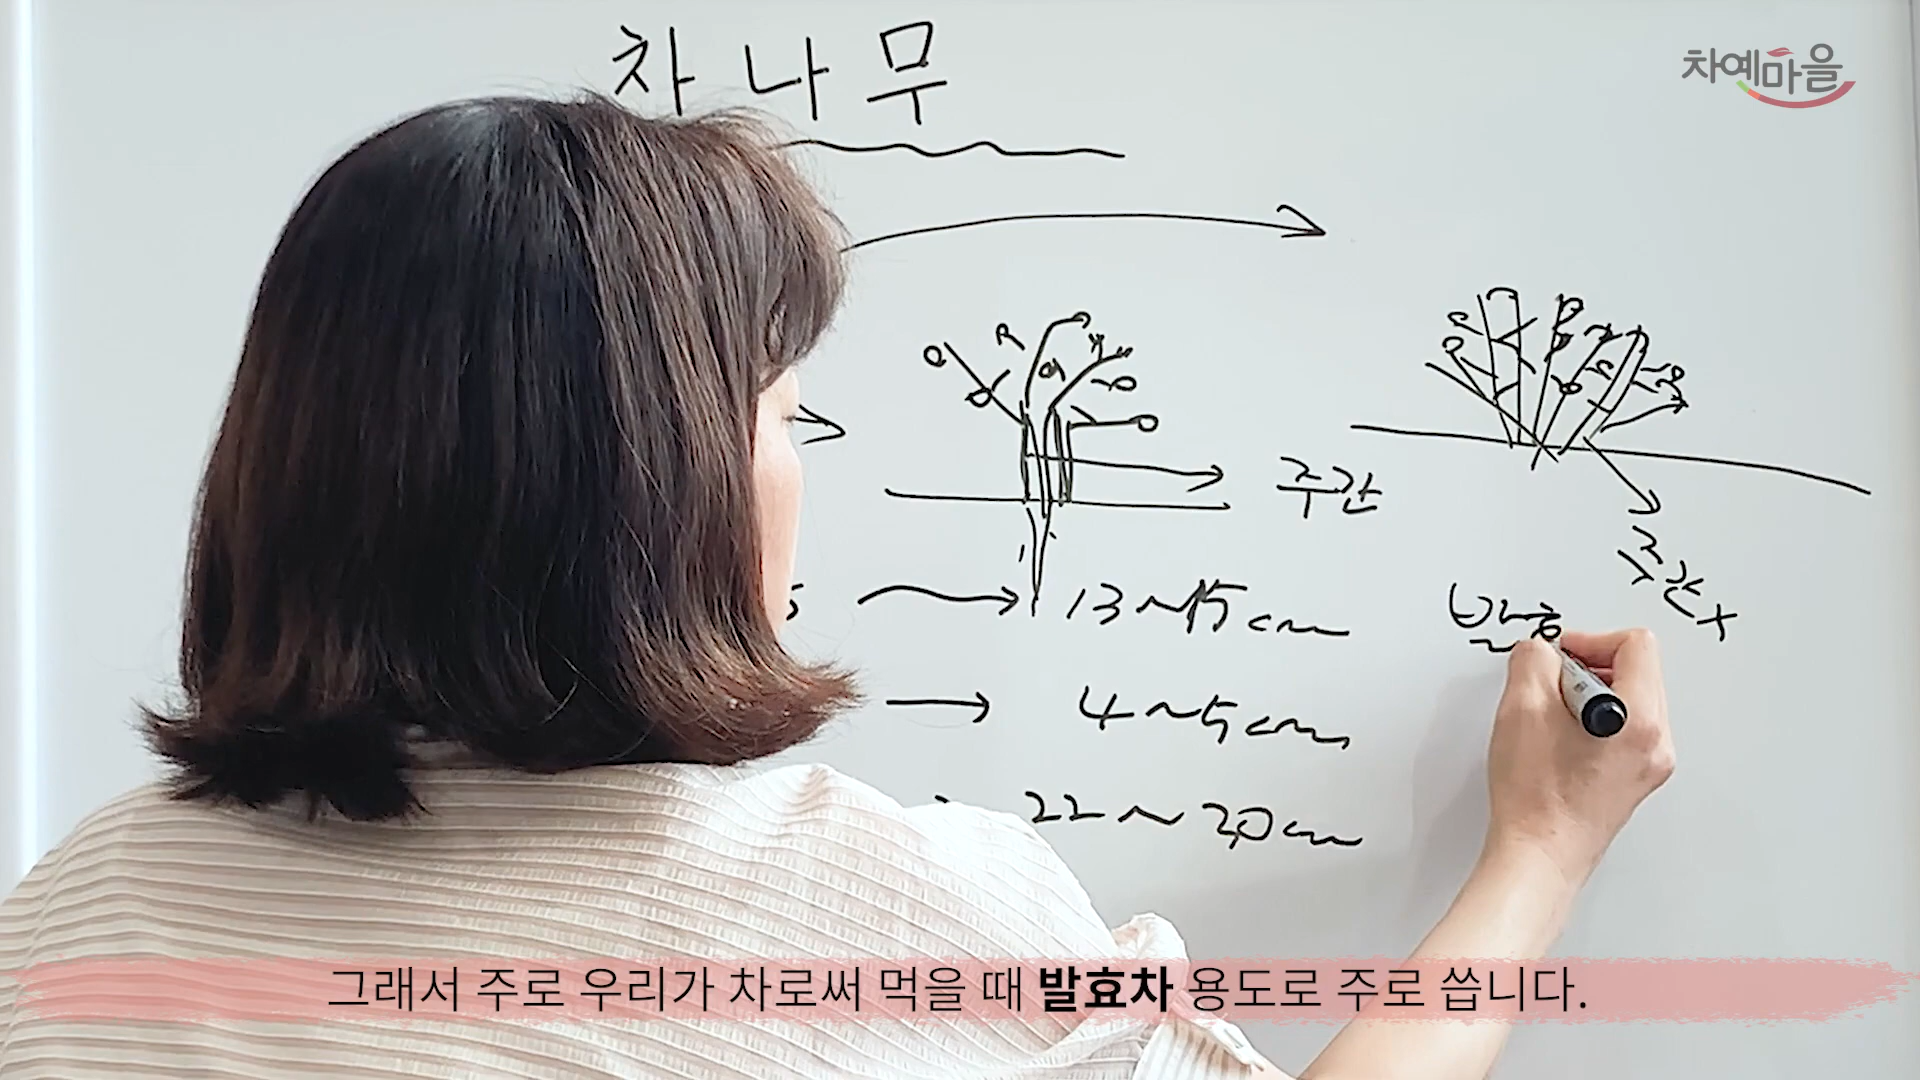 차나무
차예마을
주간
주간x
13~15cm
발효
4~5cm
22~30cm
그래서 주로 우리가 차로써 먹을 때 발효차 용도로 주로 씁니다.